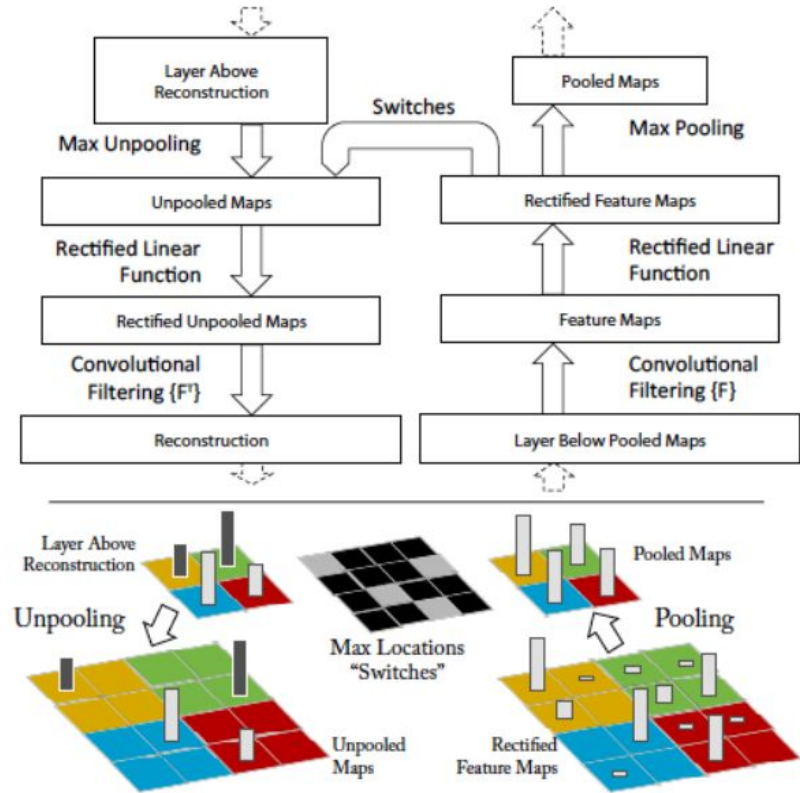 Layer Above
Reconstruction
Pooled Maps
Switches
Max Unpooling
Max Pooling
Unpooled Maps
Rectified Feature Maps
Rectified Linear
Function
Rectified Linear
Function
Rectified Unpooled Maps
Feature Maps
Convolutional
Filtering {Fᵀ}
Convolutional
Filtering {F}
Reconstruction
Layer Below Pooled Maps
Layer Above
Reconstruction
Pooled Maps
Unpooling
Pooling
Max Locations
“Switches”
Unpooled
Maps
Rectified
Feature Maps